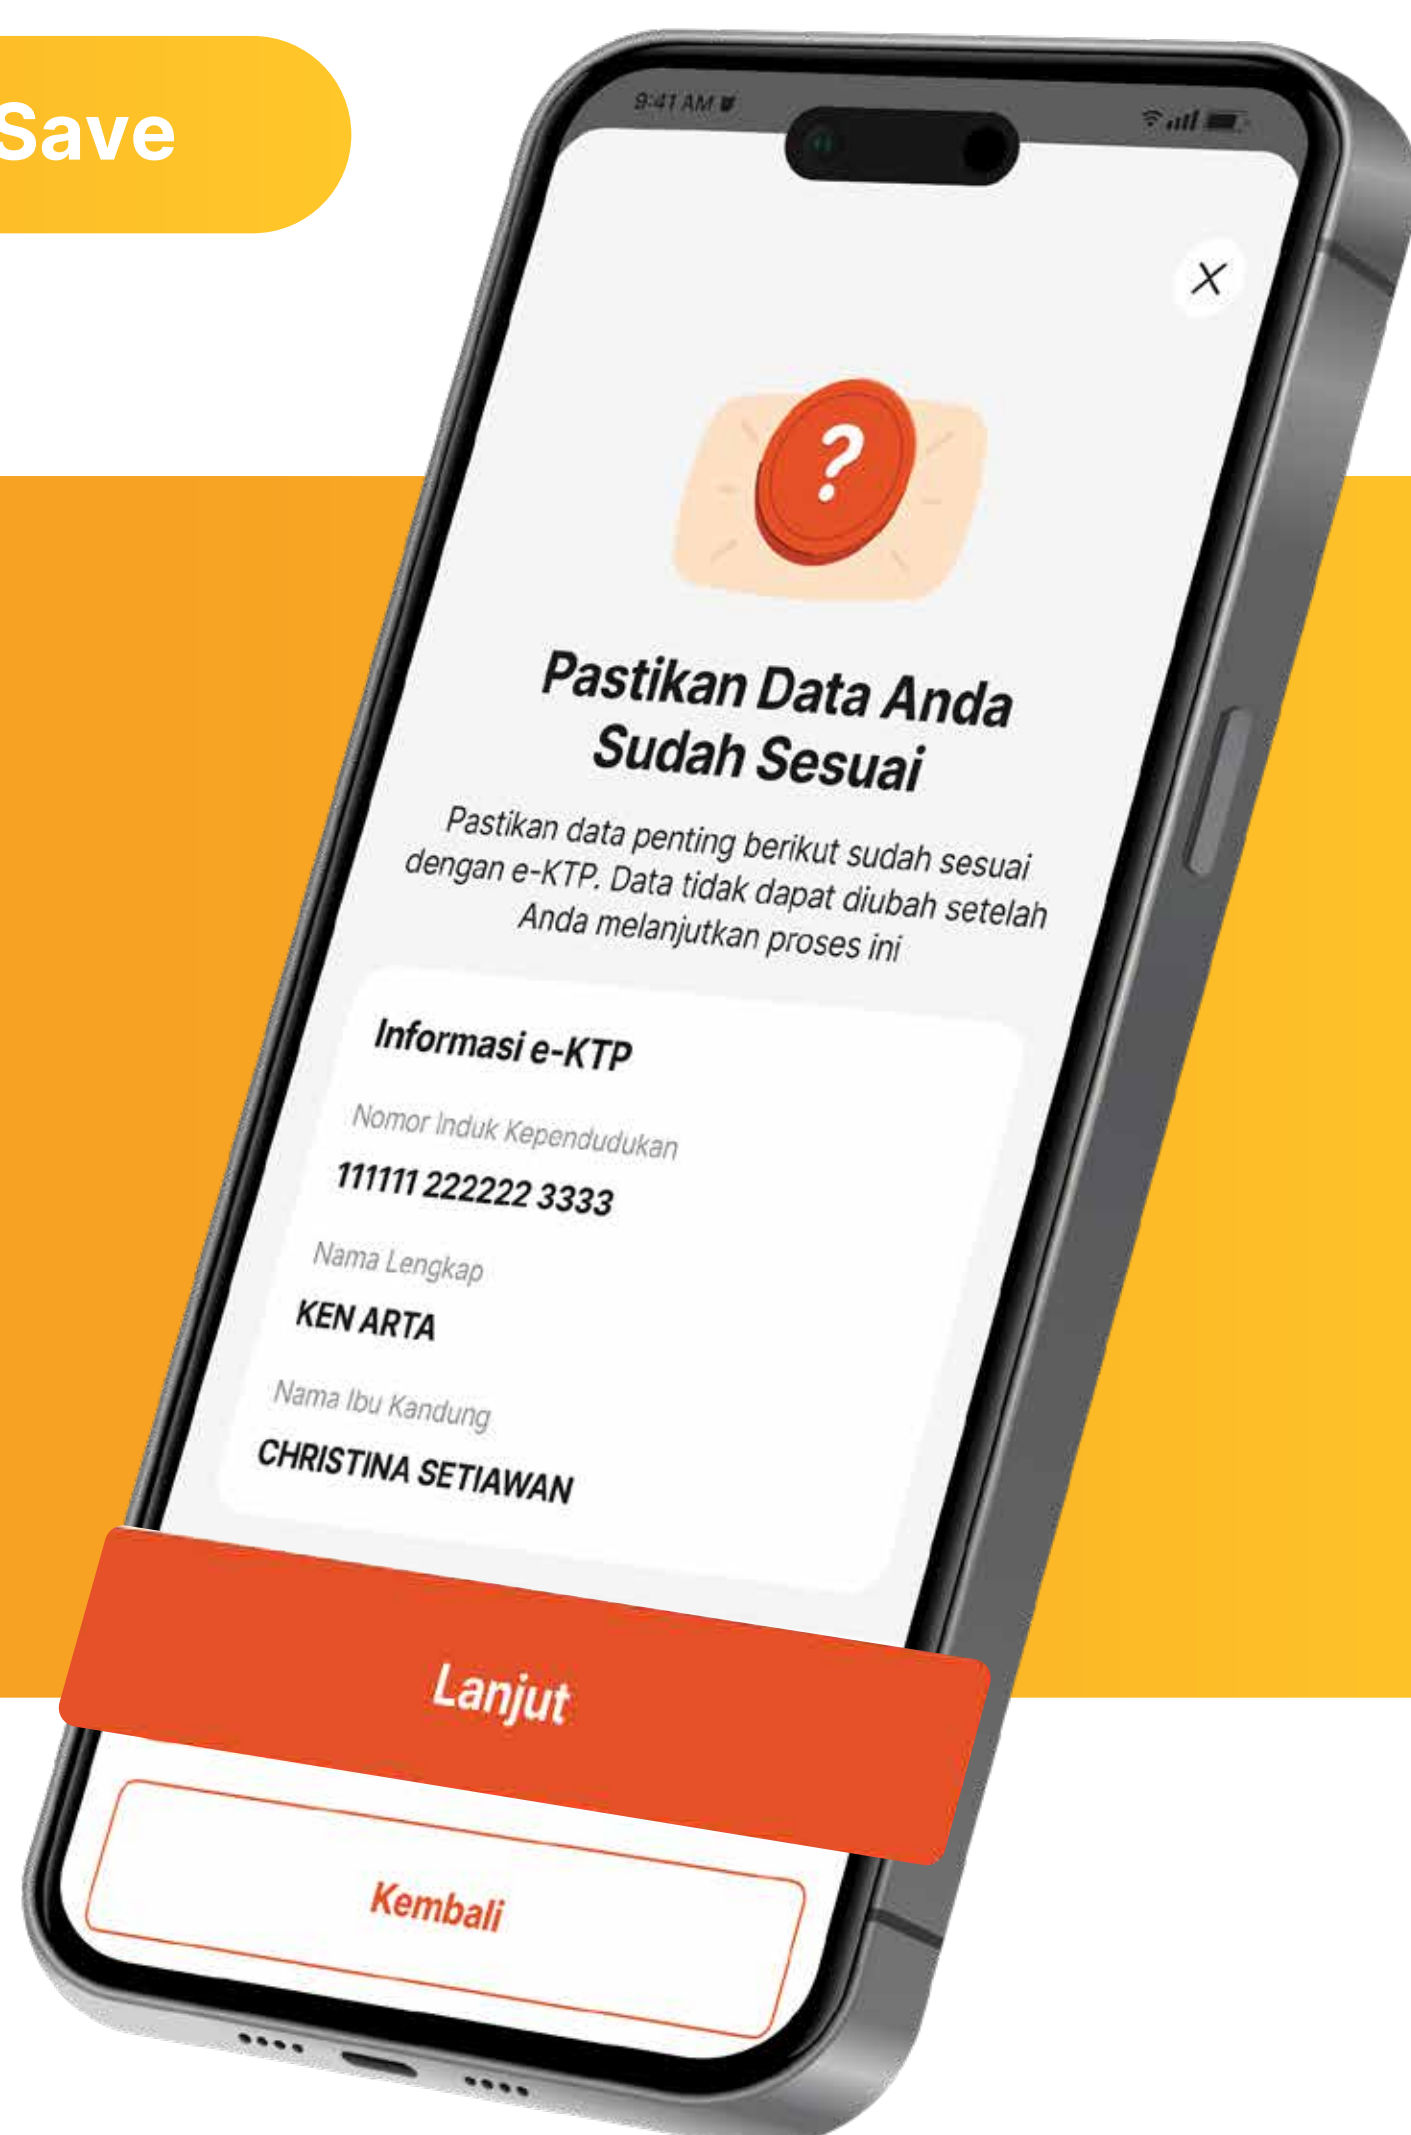 Save
9:41 AM
?
Pastikan Data Anda
Sudah Sesuai
Pastikan data penting berikut sudah sesuai
dengan e-KTP. Data tidak dapat diubah setelah
Anda melanjutkan proses ini
Informasi e-KTP
Nomor Induk Kependudukan
111111 222222 3333
Nama Lengkap
KEN ARTA
Nama Ibu Kandung
CHRISTINA SETIAWAN
Lanjut
Kembali